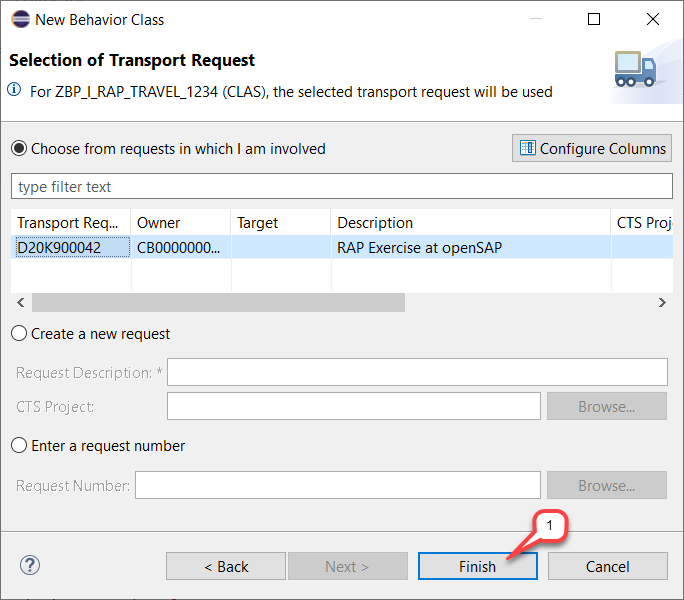 New Behavior Class
Selection of Transport Request
For ZBP_I_RAP_TRAVEL_1234 (CLAS), the selected transport request will be used
Choose from requests in which I am involved
Configure Columns
type filter text
Transport Req... Owner Target Description CTS Proj
D20K900042 CB0000000... RAP Exercise at openSAP
Create a new request
Request Description: *
CTS Project: Browse...
Enter a request number
Request Number: Browse...
1
? < Back Next > Finish Cancel